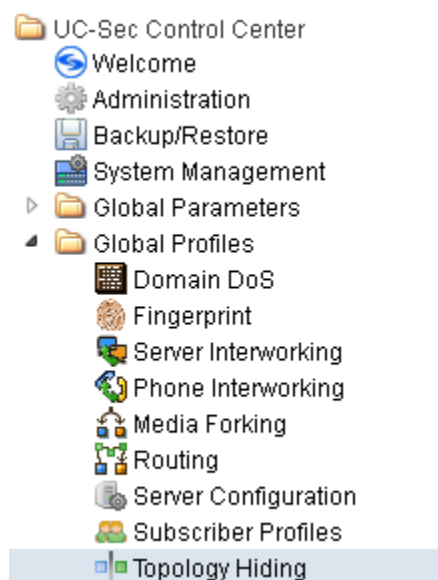 UC-Sec Control Center
Welcome
Administration
Backup/Restore
System Management
Global Parameters
Global Profiles
Domain DoS
Fingerprint
Server Interworking
Phone Interworking
Media Forking
Routing
Server Configuration
Subscriber Profiles
Topology Hiding